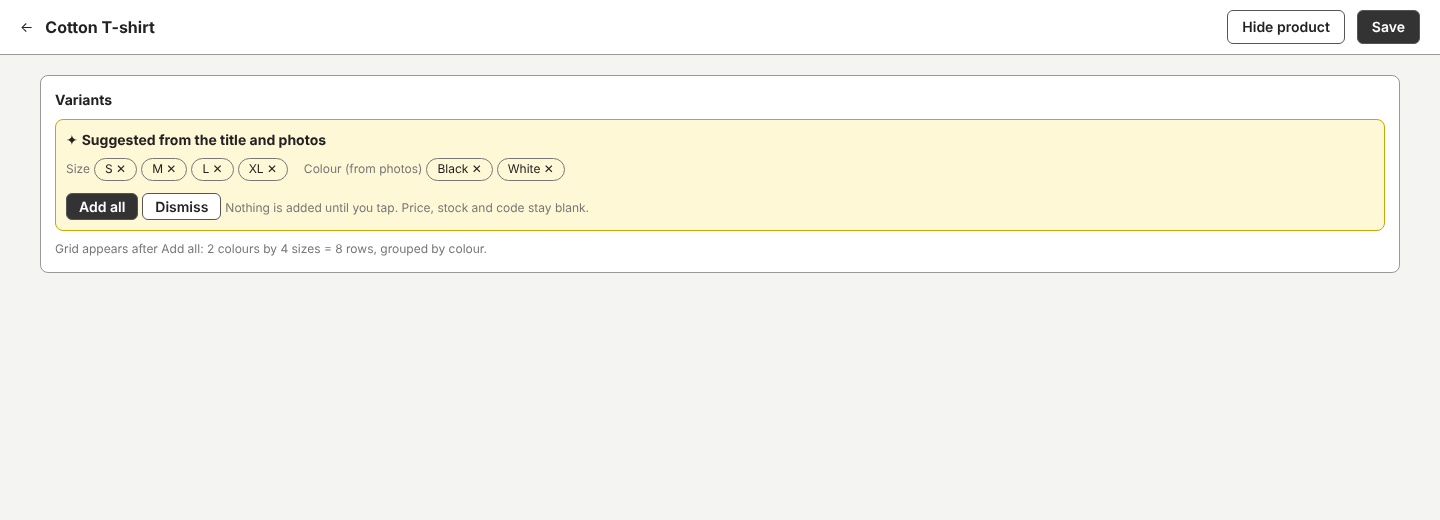 ← Cotton T-shirt
Hide product
Save
Variants
✦ Suggested from the title and photos
Size S ✕ M ✕ L ✕ XL ✕ Colour (from photos) Black ✕ White ✕
Add all Dismiss Nothing is added until you tap. Price, stock and code stay blank.
Grid appears after Add all: 2 colours by 4 sizes = 8 rows, grouped by colour.